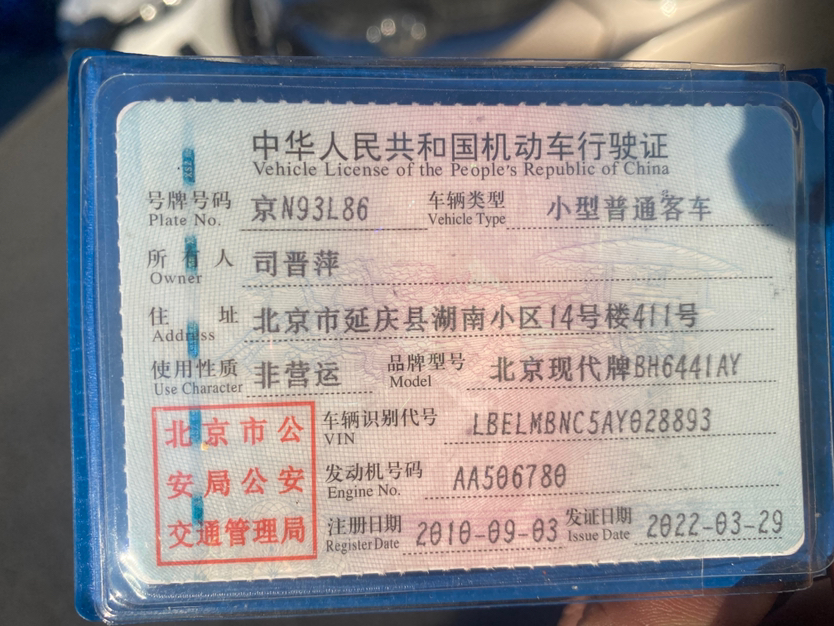 中华人民共和国机动车行驶证
Vehicle License of the People's Republic of China
号牌号码 京N93L86 车辆类型 小型普通客车
Plate No. Vehicle Type
所有人 司晋萍
Owner
住址 北京市延庆县湖南小区14号楼411号
Address
使用性质 非营运 品牌型号 北京现代牌BH6441AY
Use Character Model
车辆识别代号 LBELMBNC5AY028893
VIN
发动机号码 AA506780
Engine No.
注册日期 2010-09-03 发证日期 2022-03-29
Register Date Issue Date
北京市公
安局公安
交通管理局